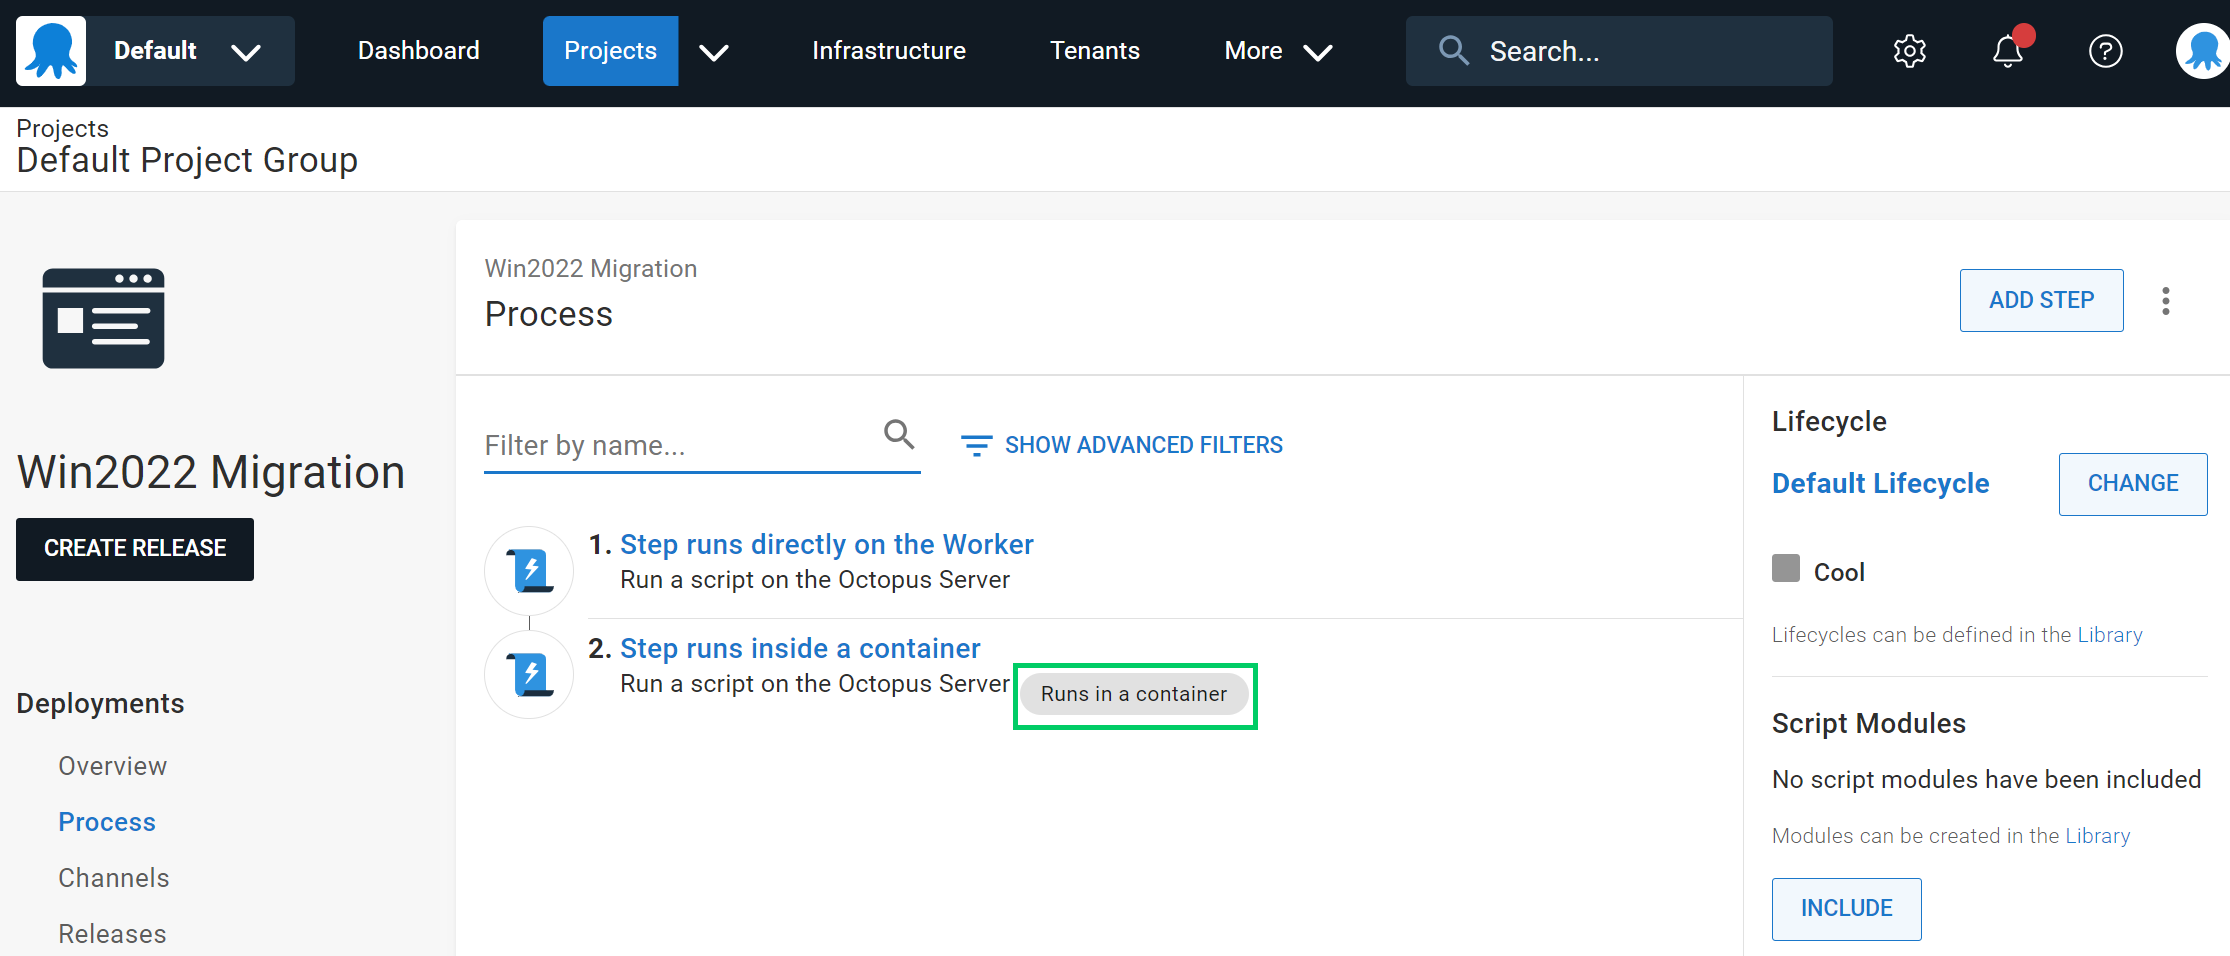 Default
Dashboard
Projects
Infrastructure
Tenants
More
Search...
Projects
Default Project Group
Win2022 Migration
CREATE RELEASE
Deployments
Overview
Process
Channels
Releases
Win2022 Migration
Process
ADD STEP
Filter by name...
SHOW ADVANCED FILTERS
1. Step runs directly on the Worker
Run a script on the Octopus Server
2. Step runs inside a container
Run a script on the Octopus Server
Runs in a container
Lifecycle
Default Lifecycle
CHANGE
Cool
Lifecycles can be defined in the Library
Script Modules
No script modules have been included
Modules can be created in the Library
INCLUDE